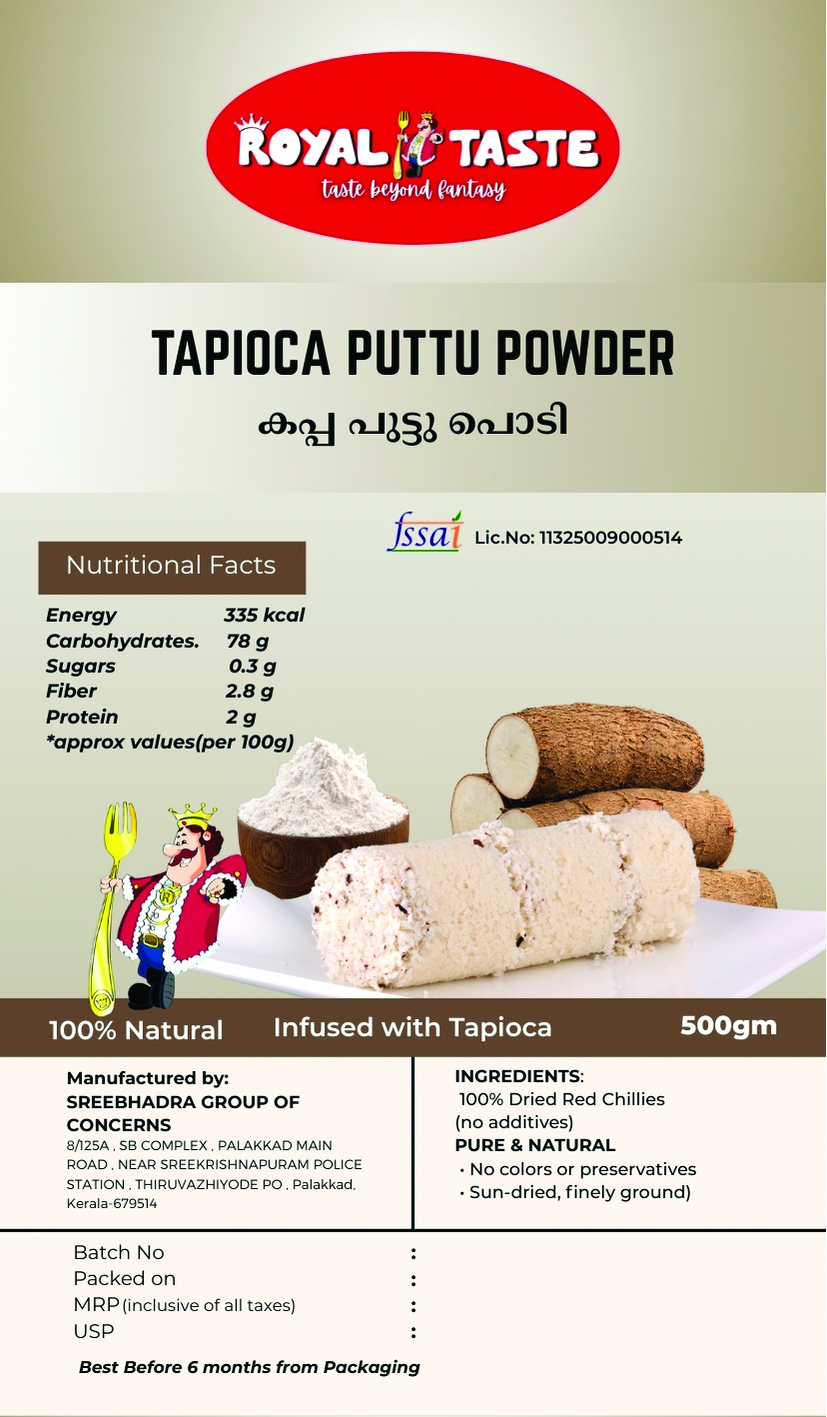 ROYAL TASTE
taste beyond fantasy
TAPIOCA PUTTU POWDER
കപ്പ പുട്ടു പൊടി
fssai Lic.No: 11325009000514
Nutritional Facts
Energy 335 kcal
Carbohydrates. 78 g
Sugars 0.3 g
Fiber 2.8 g
Protein 2 g
*approx values(per 100g)
100% Natural Infused with Tapioca 500gm
Manufactured by:
SREEBHADRA GROUP OF
CONCERNS
8/125A , SB COMPLEX , PALAKKAD MAIN
ROAD , NEAR SREEKRISHNAPURAM POLICE
STATION , THIRUVAZHIYODE PO , Palakkad,
Kerala-679514
INGREDIENTS:
100% Dried Red Chillies
(no additives)
PURE & NATURAL
• No colors or preservatives
• Sun-dried, finely ground)
Batch No :
Packed on :
MRP(inclusive of all taxes) :
USP :
Best Before 6 months from Packaging